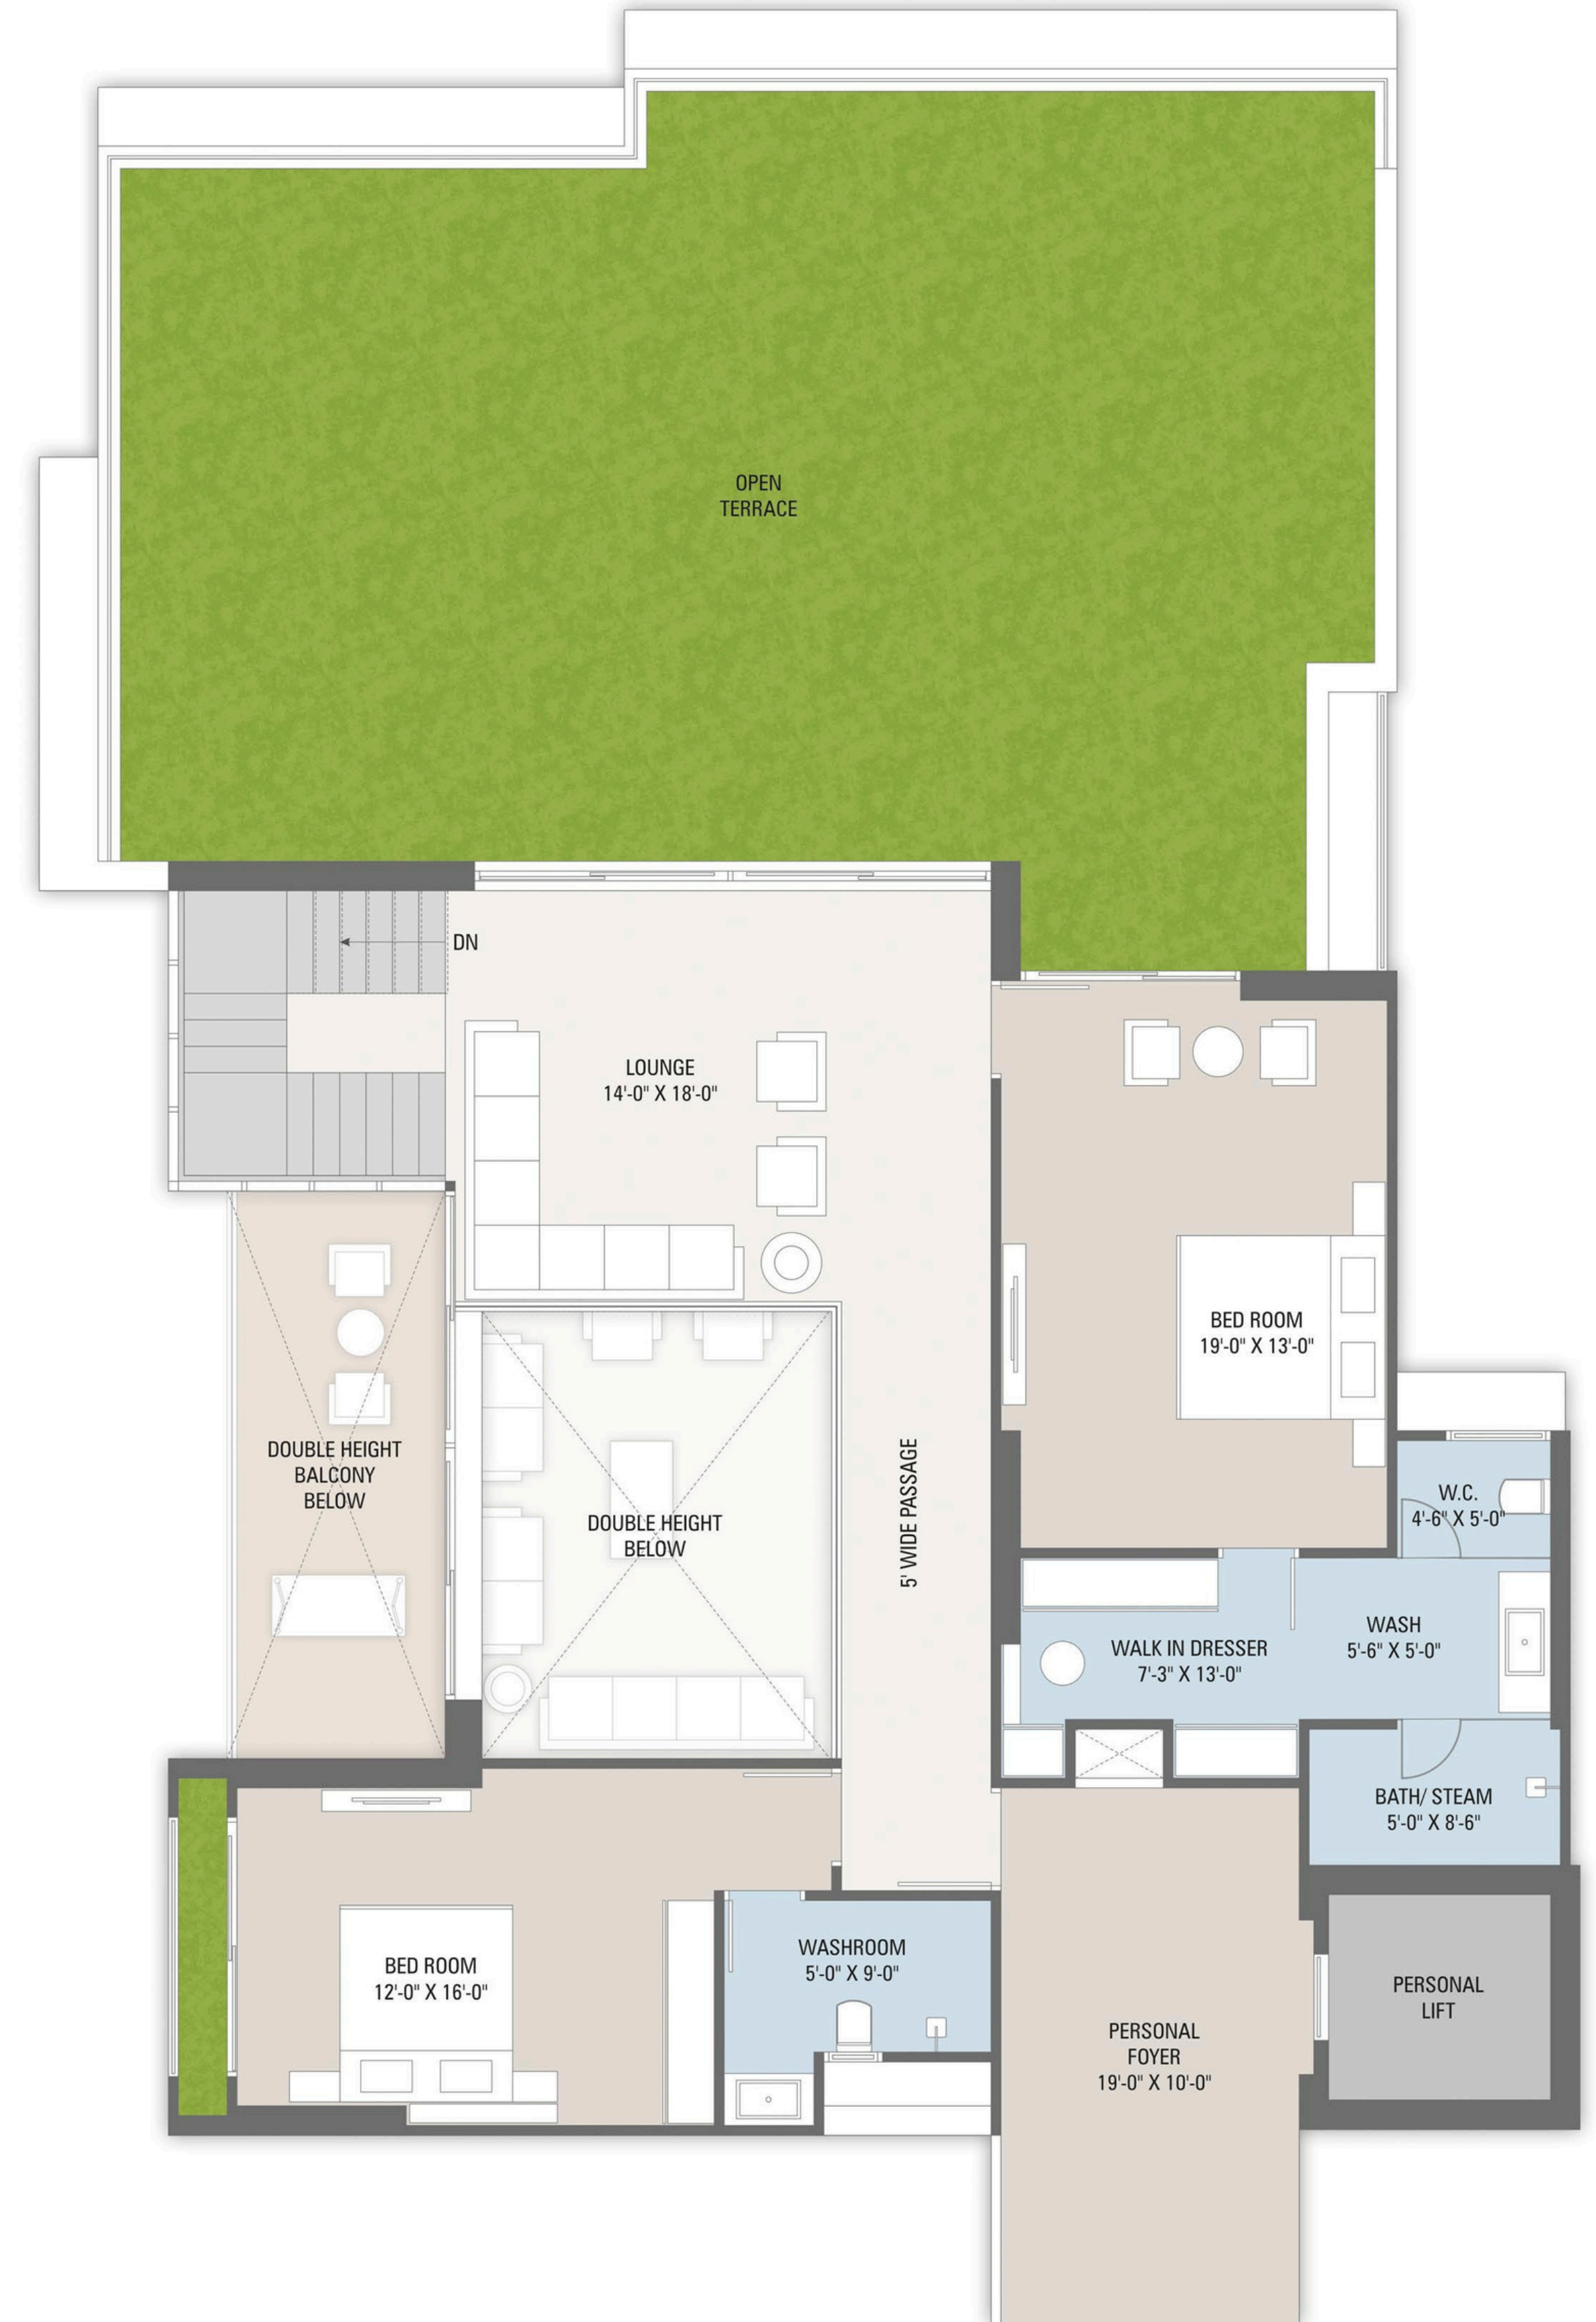 OPEN
TERRACE
DN
LOUNGE
14'-0" X 18'-0"
BED ROOM
19'-0" X 13'-0"
DOUBLE HEIGHT
BALCONY
BELOW
DOUBLE HEIGHT
BELOW
5' WIDE PASSAGE
W.C.
4'-6" X 5'-0"
WASH
5'-6" X 5'-0"
WALK IN DRESSER
7'-3" X 13'-0"
BATH/ STEAM
5'-0" X 8'-6"
BED ROOM
12'-0" X 16'-0"
WASHROOM
5'-0" X 9'-0"
PERSONAL
FOYER
19'-0" X 10'-0"
PERSONAL
LIFT